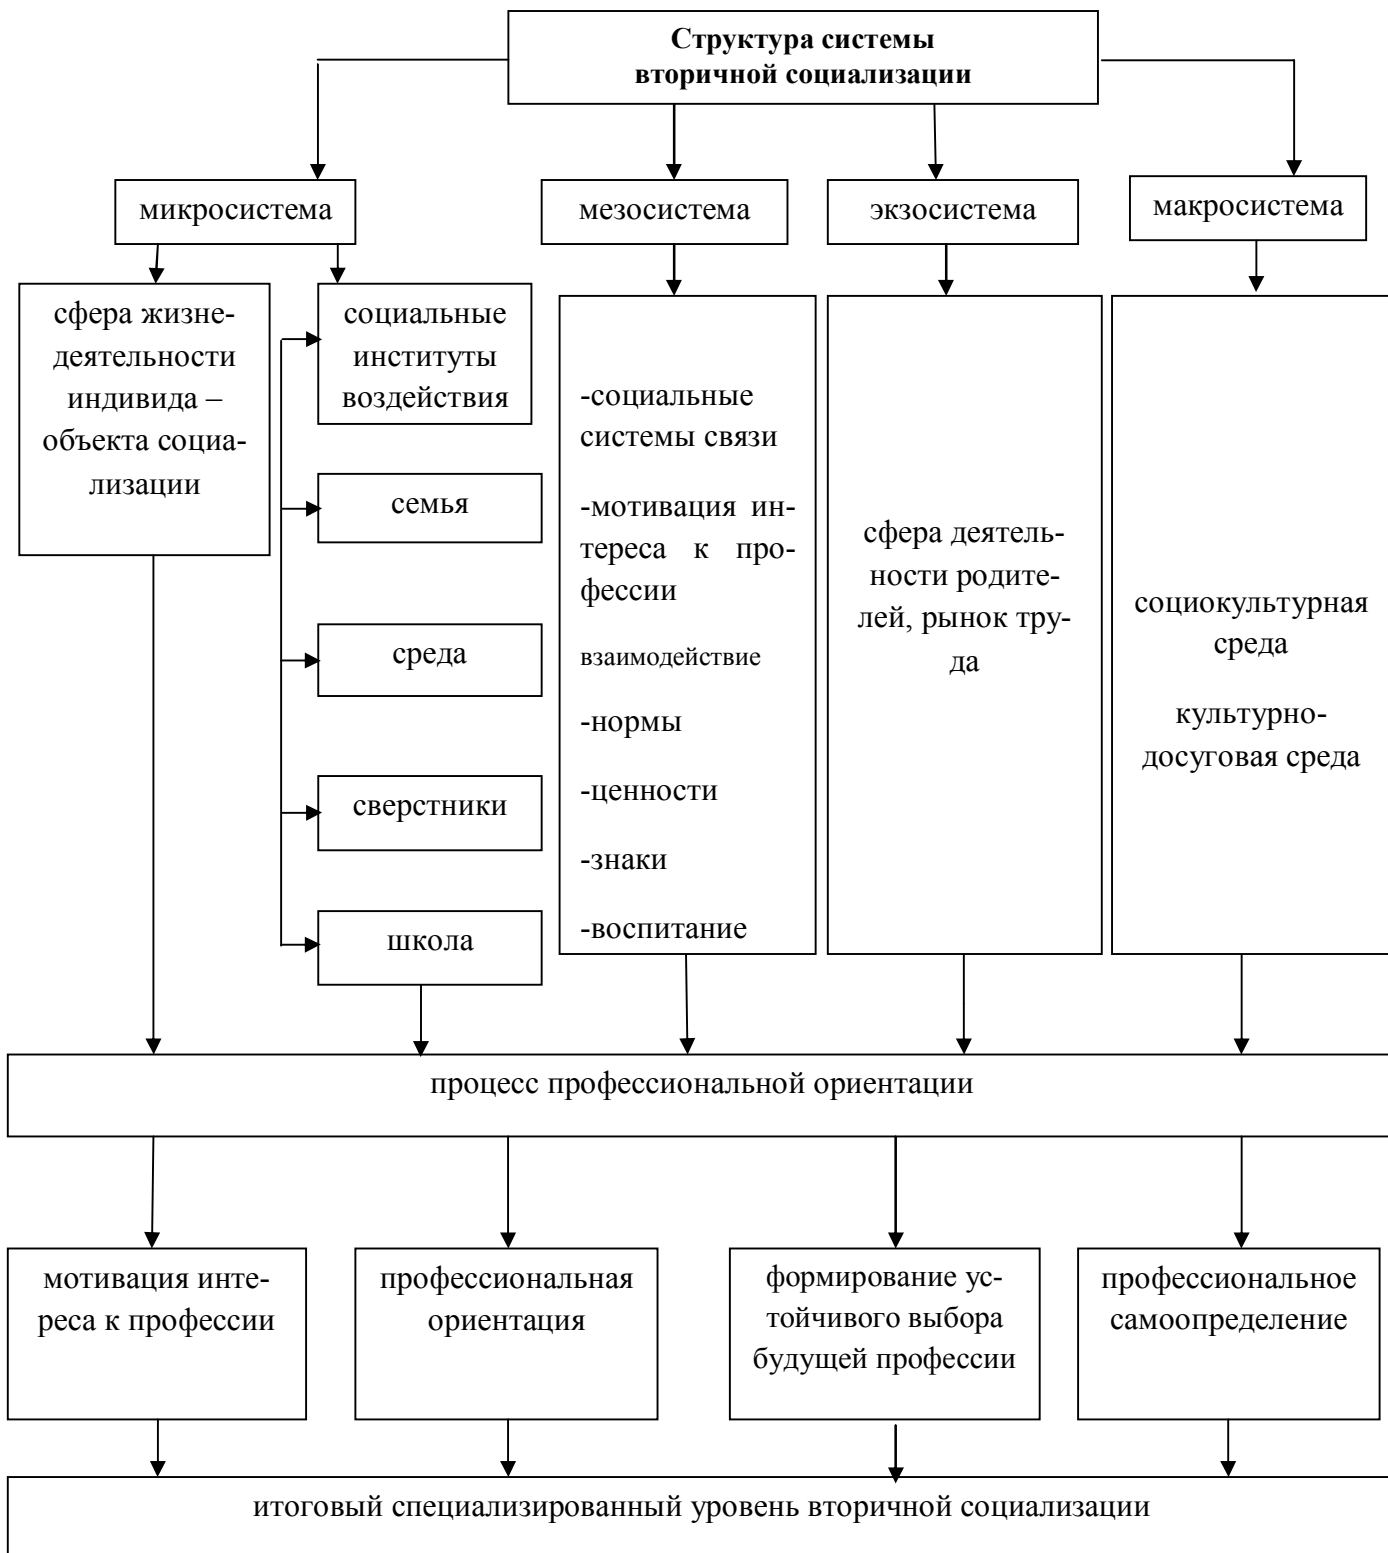 Структура системы
вторичной социализации
микросистема
мезосистема
экзосистема
макросистема
сфера жизне-
деятельности
индивида –
объекта социа-
лизации
социальные
институты
воздействия
семья
среда
сверстники
школа
-социальные
системы связи
-мотивация ин-
тереса к про-
фессии
взаимодействие
-нормы
-ценности
-знаки
-воспитание
сфера деятель-
ности родите-
лей, рынок тру-
да
социокультурная
среда
культурно-
досуговая среда
процесс профессиональной ориентации
мотивация инте-
реса к профессии
профессиональная
ориентация
формирование ус-
тойчивого выбора
будущей профессии
профессиональное
самоопределение
итоговый специализированный уровень вторичной социализации